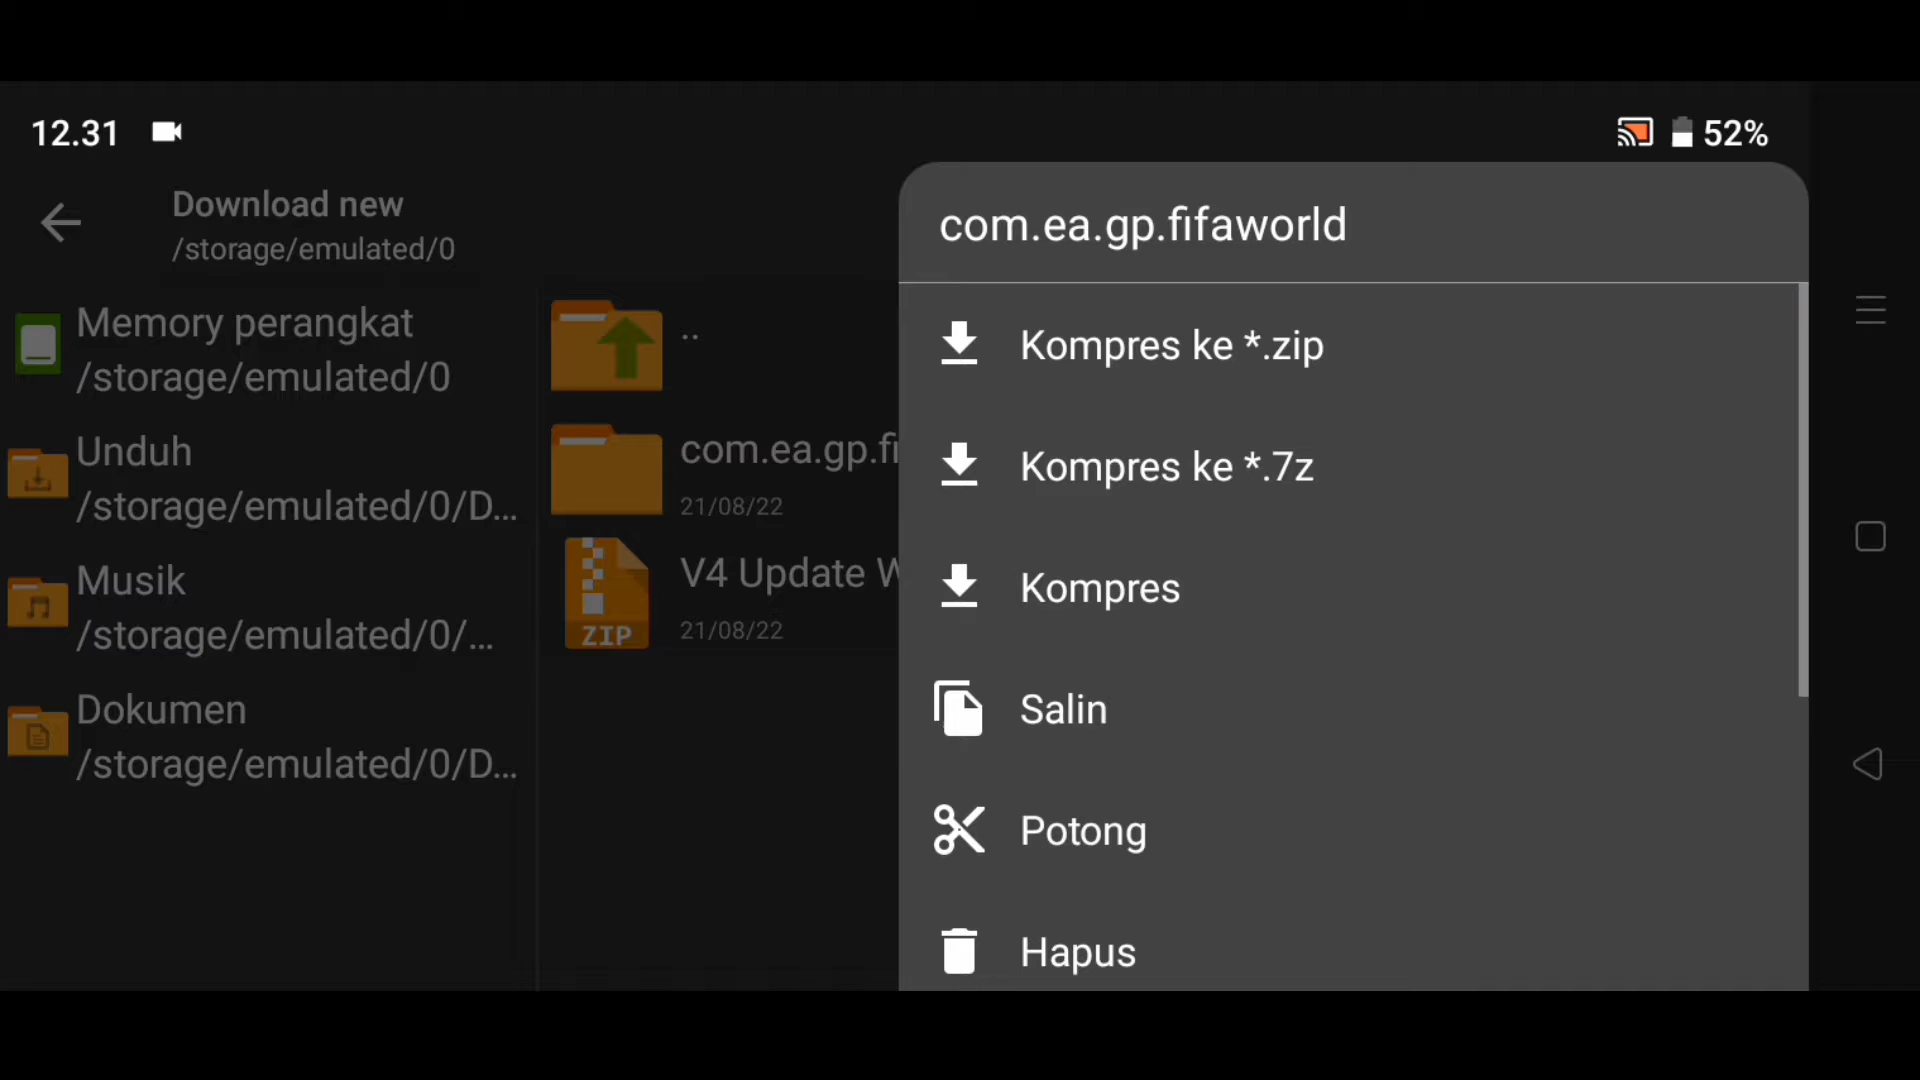 12.31
52%
Download new
/storage/emulated/0
Memory perangkat
/storage/emulated/0
Unduh
/storage/emulated/0/D...
Musik
/storage/emulated/0/...
Dokumen
/storage/emulated/0/D...
..
com.ea.gp.fi
21/08/22
V4 Update W
21/08/22
ZIP
com.ea.gp.fifaworld
Kompres ke *.zip
Kompres ke *.7z
Kompres
Salin
Potong
Hapus